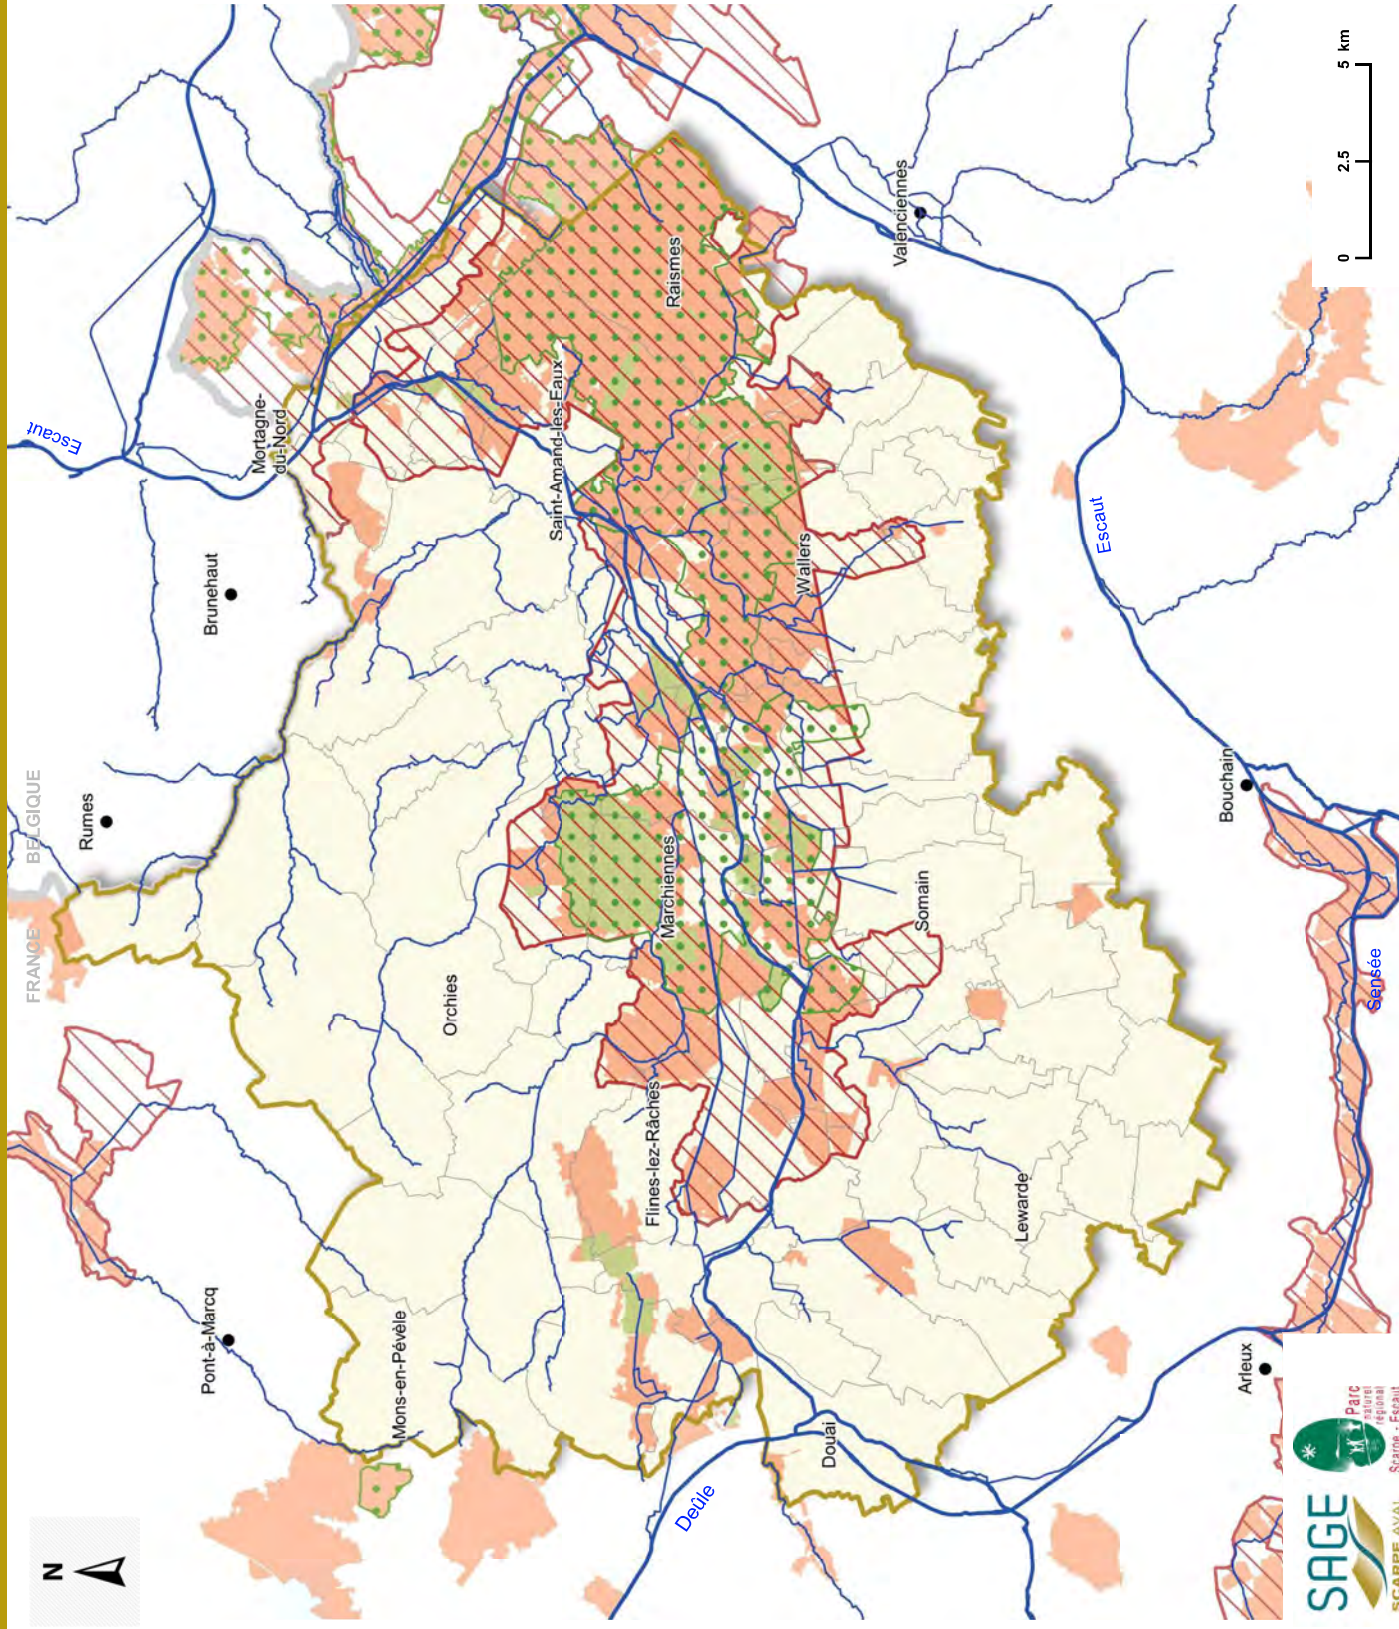 N
FRANCE
BELGIQUE
Rumes
Brunehaut
Escaut
Mortagne-
du-Nord
Pont-à-Marcq
Mons-en-Pévèle
Orchies
Saint-Amand-les-Eaux
Raismes
Flines-lez-Râches
Marchiennes
Wallers
Valenciennes
Deûle
Douai
Lewarde
Somain
Escaut
Bouchain
Arleux
Sensée
0
2.5
5 km
SAGE
SCARPE AVAL
Parc
naturel
régional
Scarpe - Escaut